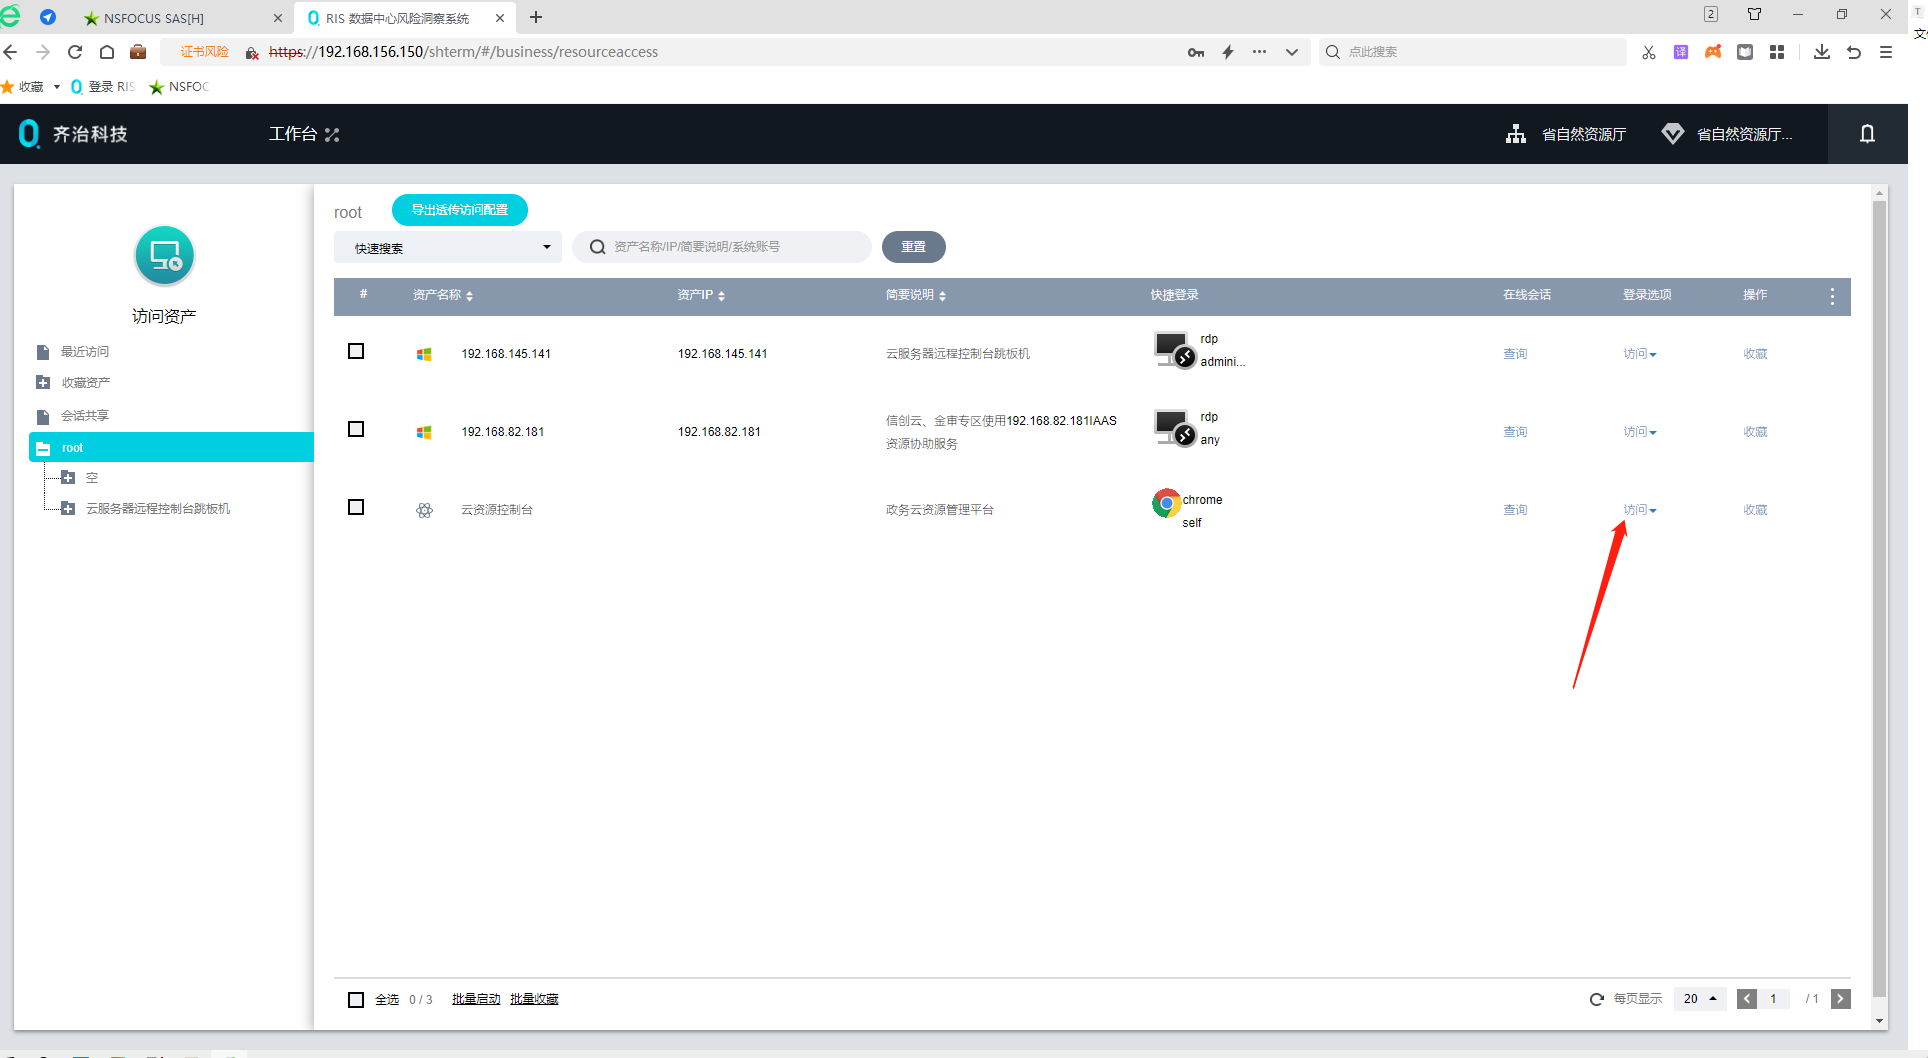 NSFOCUS SAS[H]
RIS 数据中心风险洞察系统
2
证书风险 https://192.168.156.150/shterm/#/business/resourceaccess
点此搜索
译
收藏 登录 RIS NSFOC
齐治科技 工作台 省自然资源厅 省自然资源厅...
访问资产
最近访问
收藏资产
会话共享
root
空
云服务器远程控制台跳板机
root 导出透传访问配置
快速搜索 资产名称/IP/简要说明/系统账号 重置
# 资产名称 资产IP 简要说明 快捷登录 在线会话 登录选项 操作
192.168.145.141 192.168.145.141 云服务器远程控制台跳板机 rdp
admini... 查询 访问 收藏
192.168.82.181 192.168.82.181 信创云、金审专区使用192.168.82.181IAAS
资源协助服务 rdp
any 查询 访问 收藏
云资源控制台 政务云资源管理平台 chrome
self 查询 访问 收藏
全选 0 / 3 批量启动 批量收藏 每页显示 20 1 / 1